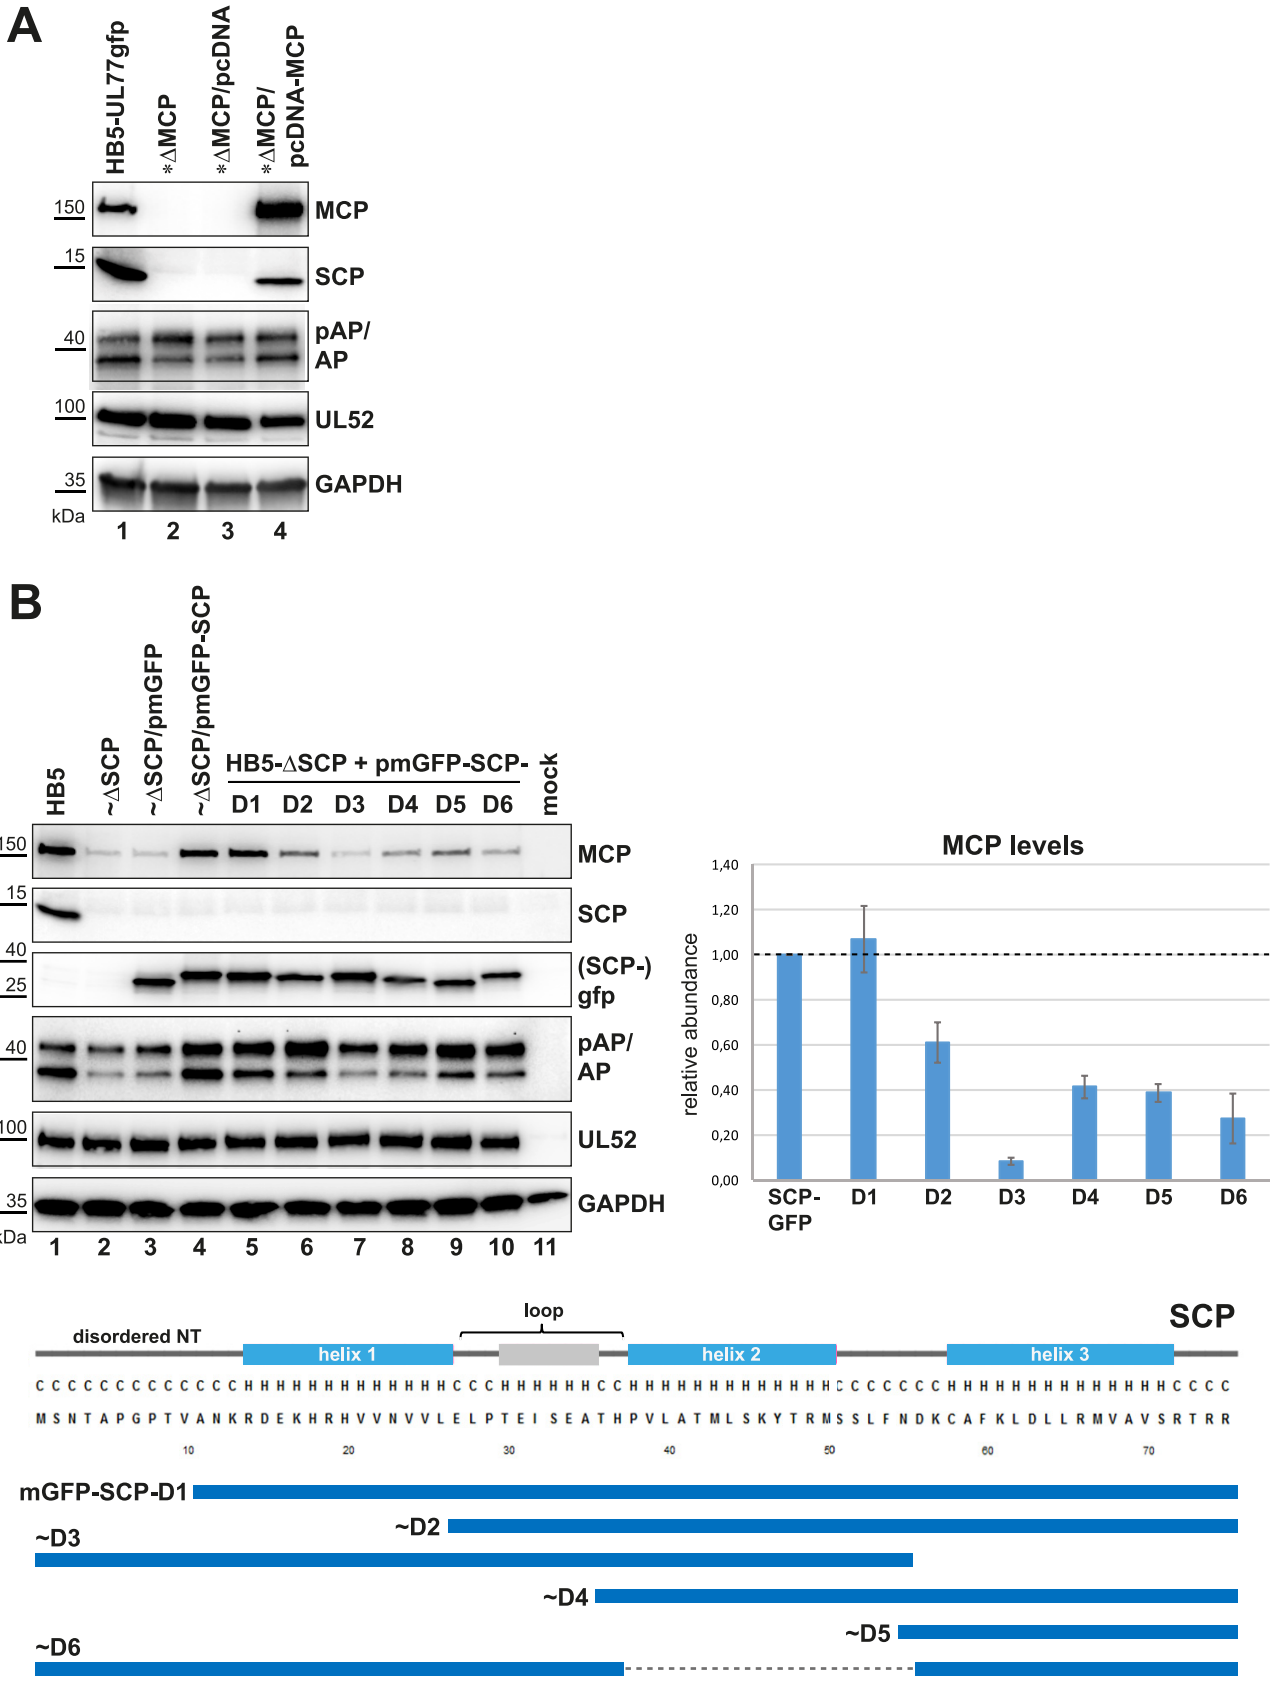 A
HB5-UL77gfp
*ΔMCP
*ΔMCP/pcDNA
*ΔMCP/
pcDNA-MCP
150
MCP
15
SCP
40
pAP/
AP
100
UL52
35
GAPDH
kDa
1 2 3 4
B
HB5
~ΔSCP
~ΔSCP/pmGFP
~ΔSCP/pmGFP-SCP
HB5-ΔSCP + pmGFP-SCP-
D1 D2 D3 D4 D5 D6
mock
150
MCP
15
SCP
40
25
(SCP-)
gfp
40
pAP/
AP
100
UL52
35
GAPDH
kDa
1 2 3 4 5 6 7 8 9 10 11
MCP levels
relative abundance
1,40
1,20
1,00
0,80
0,60
0,40
0,20
0,00
SCP-
GFP
D1 D2 D3 D4 D5 D6
SCP
loop
disordered NT
helix 1 helix 2 helix 3
C C C C C C C C C C C C C H H H H H H H H H H H H H C C C H H H H H H C C H H H H H H H H H H H H H C C C C C C C H H H H H H H H H H H H H H C C C C
M S N T A P G P T V A N K R D E K H R H V V N V V L E L P T E I S E A T H P V L A T M L S K Y T R M S S L F N D K C A F K L D L L R M V A V S R T R R
10 20 30 40 50 60 70
mGFP-SCP-D1
~D2
~D3
~D4
~D5
~D6